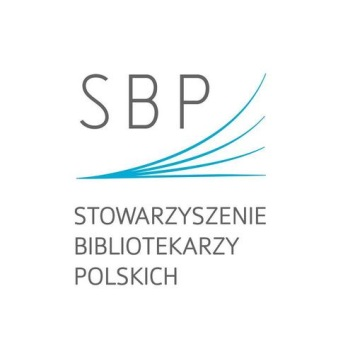 SBP
STOWARZYSZENIE
BIBLIOTEKARZY
POLSKICH